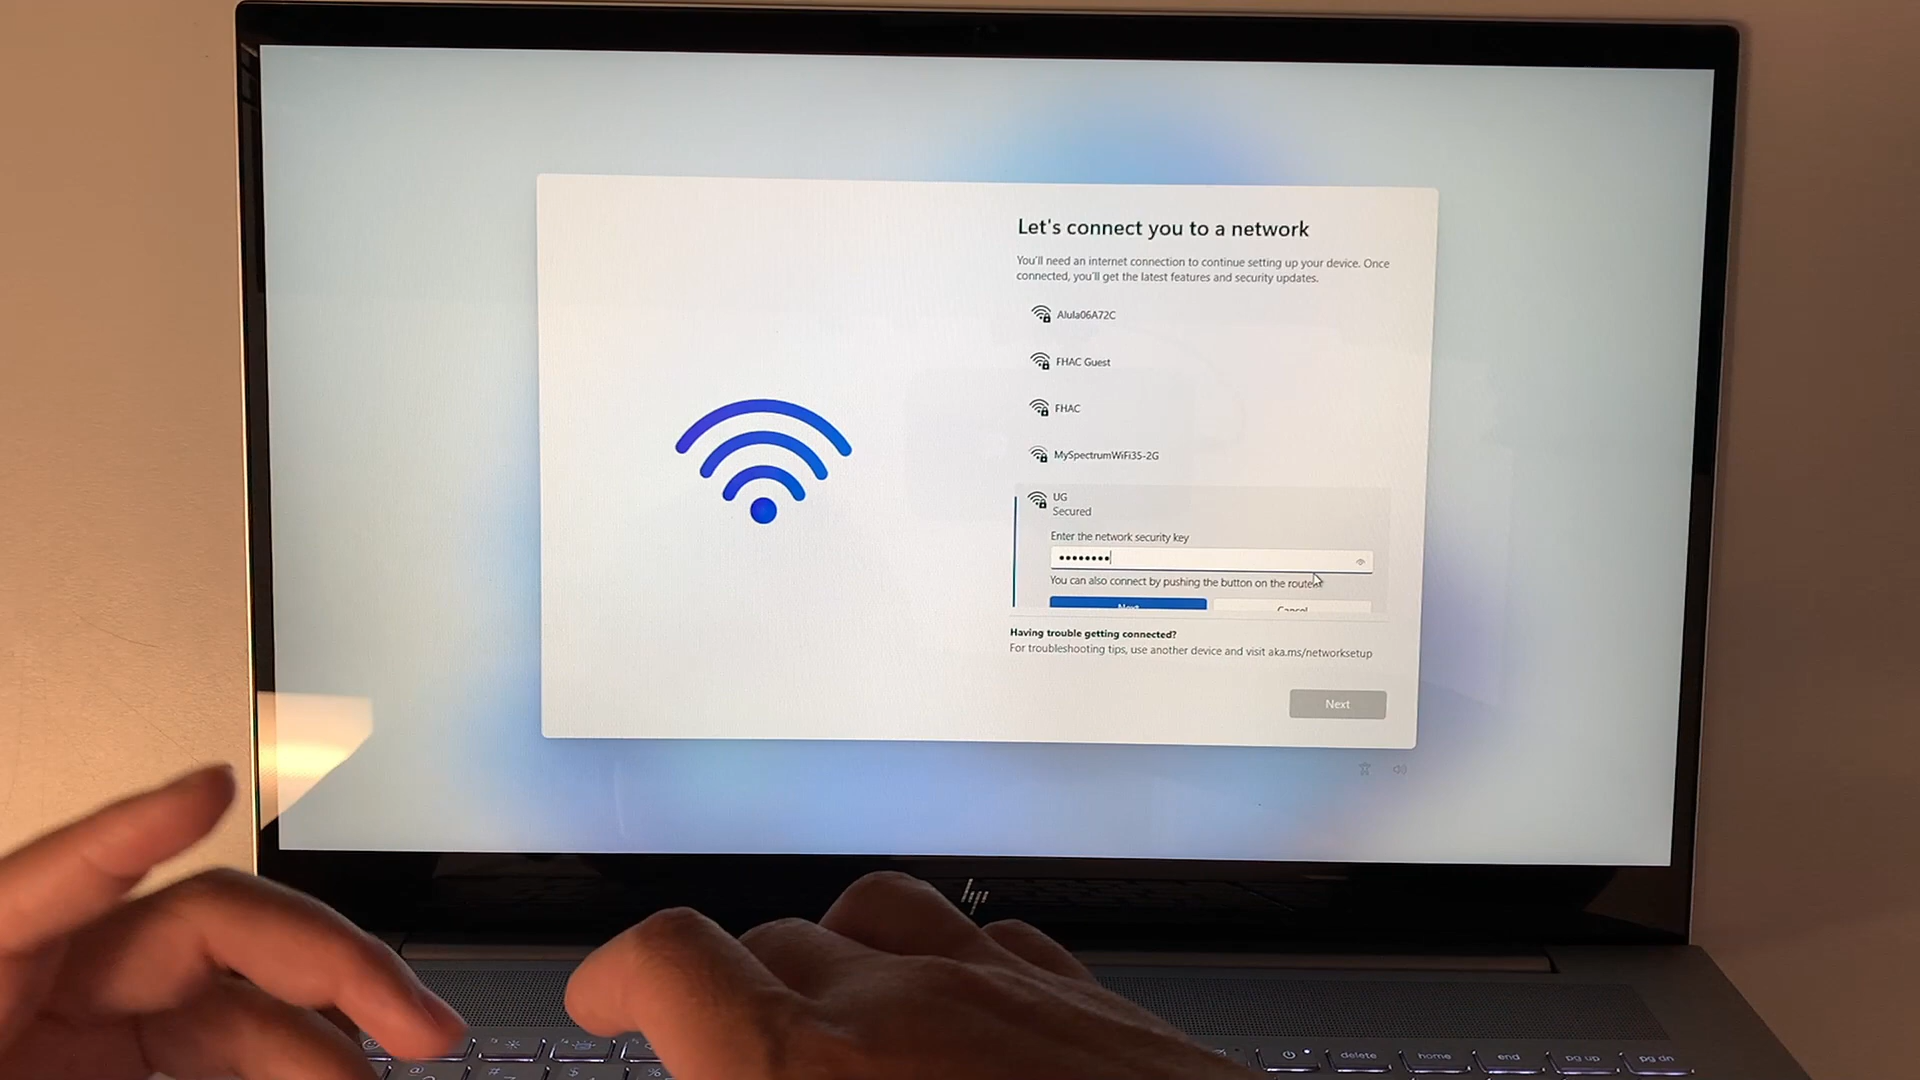 Let's connect you to a network
You'll need an internet connection to continue setting up your device. Once
connected, you'll get the latest features and security updates.
Alula06A72C
FHAC Guest
FHAC
MySpectrumWiFi35-2G
UG
Secured
Enter the network security key
••••••••
You can also connect by pushing the button on the router.
Next
Cancel
Having trouble getting connected?
For troubleshooting tips, use another device and visit aka.ms/networksetup
Next
hp
delete
home
end
pg up
pg dn
@
#
$
%